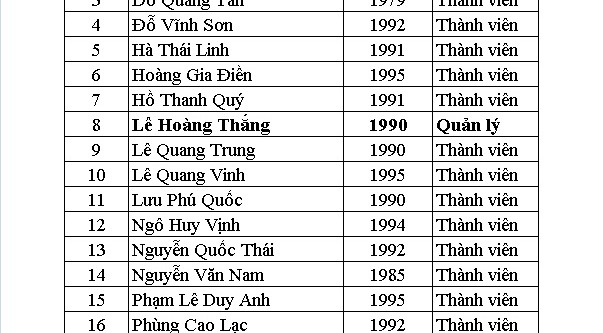 3 Đỗ Quang Tấn 1979 Thành viên
4 Đỗ Vĩnh Sơn 1992 Thành viên
5 Hà Thái Linh 1991 Thành viên
6 Hoàng Gia Điền 1995 Thành viên
7 Hồ Thanh Quý 1991 Thành viên
8 Lê Hoàng Thắng 1990 Quản lý
9 Lê Quang Trung 1990 Thành viên
10 Lê Quang Vinh 1995 Thành viên
11 Lưu Phú Quốc 1990 Thành viên
12 Ngô Huy Vịnh 1994 Thành viên
13 Nguyễn Quốc Thái 1992 Thành viên
14 Nguyễn Văn Nam 1985 Thành viên
15 Phạm Lê Duy Anh 1995 Thành viên
16 Phùng Cao Lạc 1992 Thành viên